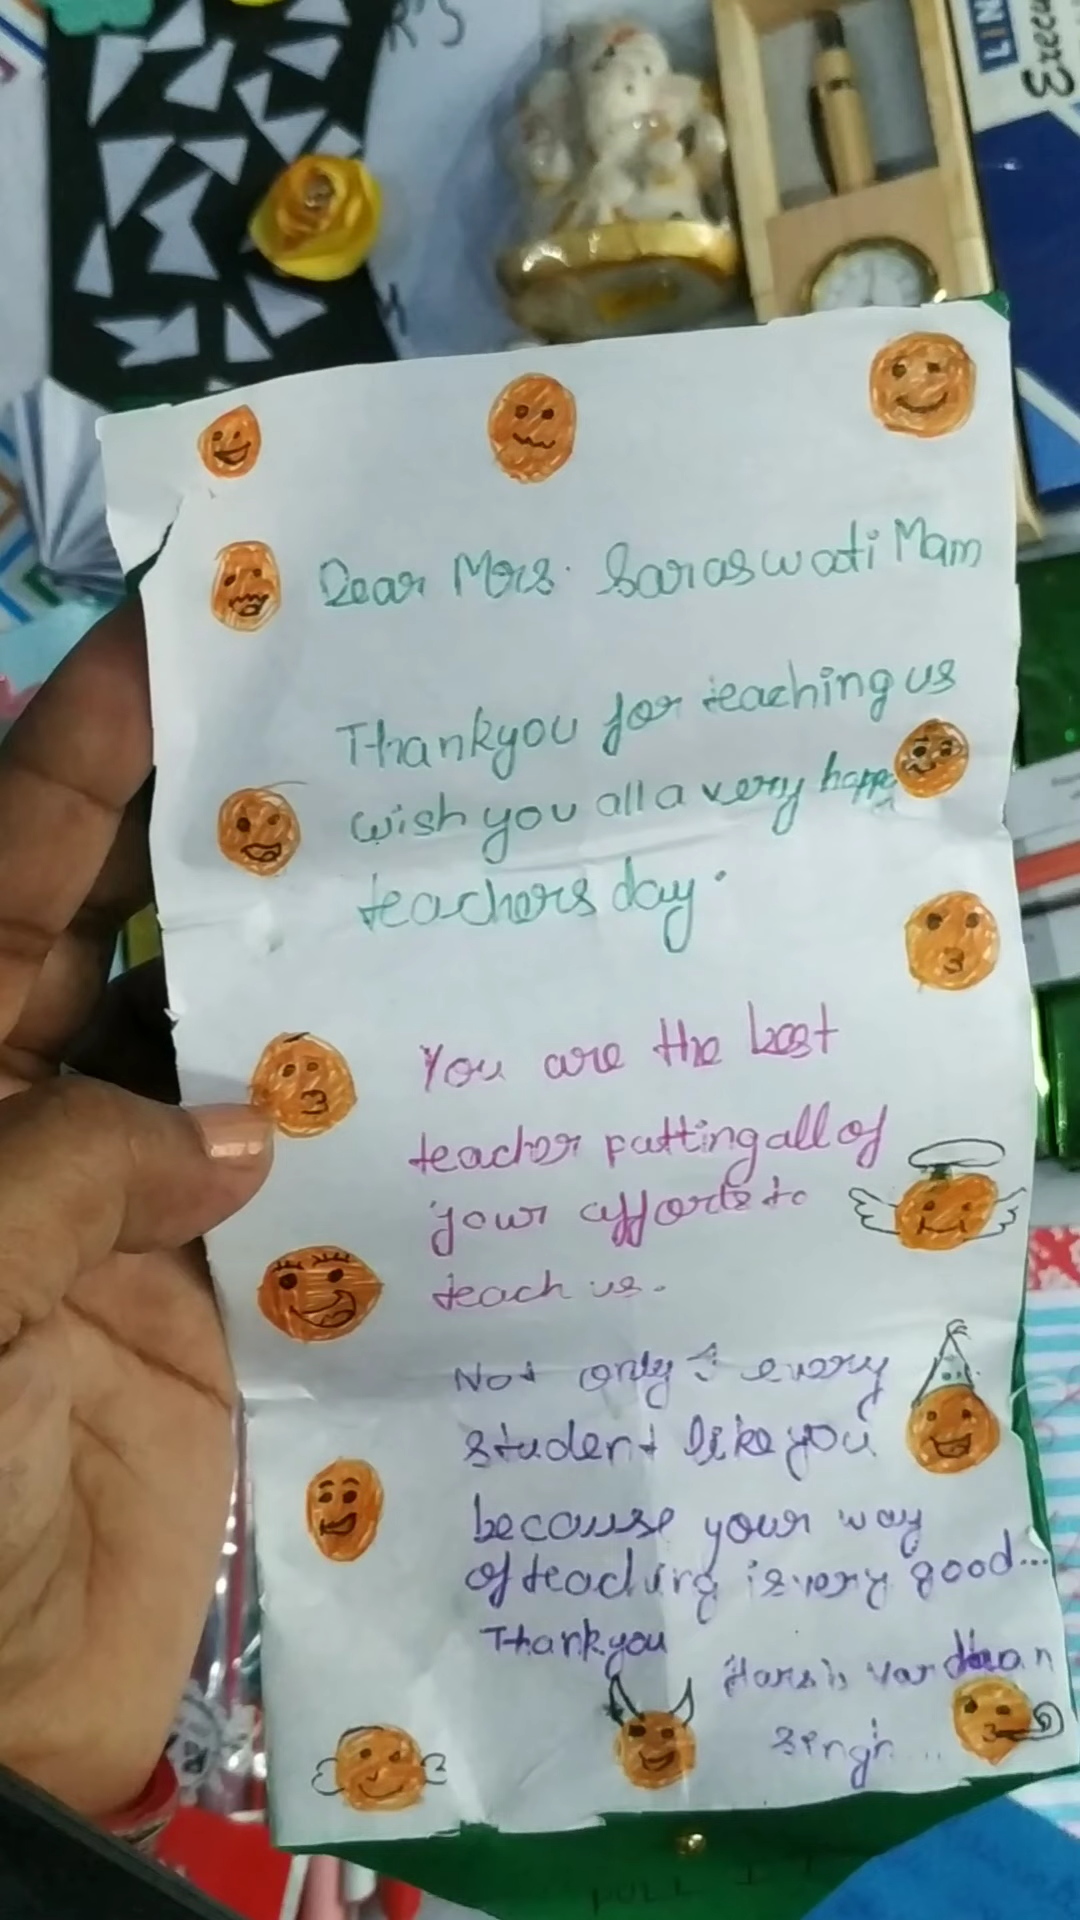 R'S
LIN
Execu
Dear Mrs. Saraswati Mam
Thankyou for teaching us
wish you all a very happy
teachers day.
You are the best
teacher putting all of
your efforts to
teach us.
Not only I every
student like you
because your way
of teaching is very good...
Thankyou
Harsh vardhan
singh...